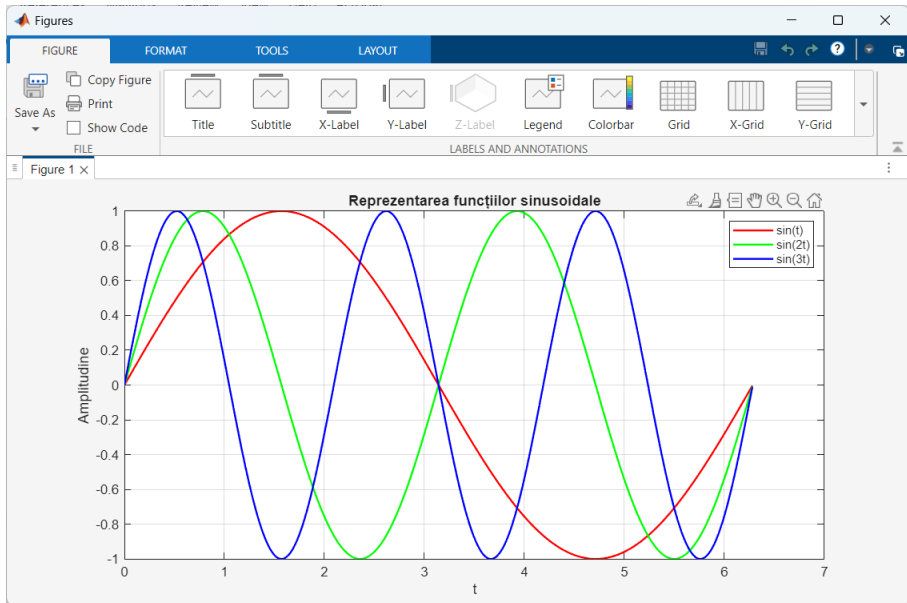 Figures
FIGURE FORMAT TOOLS LAYOUT
Save As
Copy Figure
Print
Show Code
FILE
Title Subtitle X-Label Y-Label Z-Label Legend Colorbar Grid X-Grid Y-Grid
LABELS AND ANNOTATIONS
Figure 1
Reprezentarea funcțiilor sinusoidale
sin(t)
sin(2t)
sin(3t)
Amplitudine
1
0.8
0.6
0.4
0.2
0
-0.2
-0.4
-0.6
-0.8
-1
0 1 2 3 4 5 6 7
t